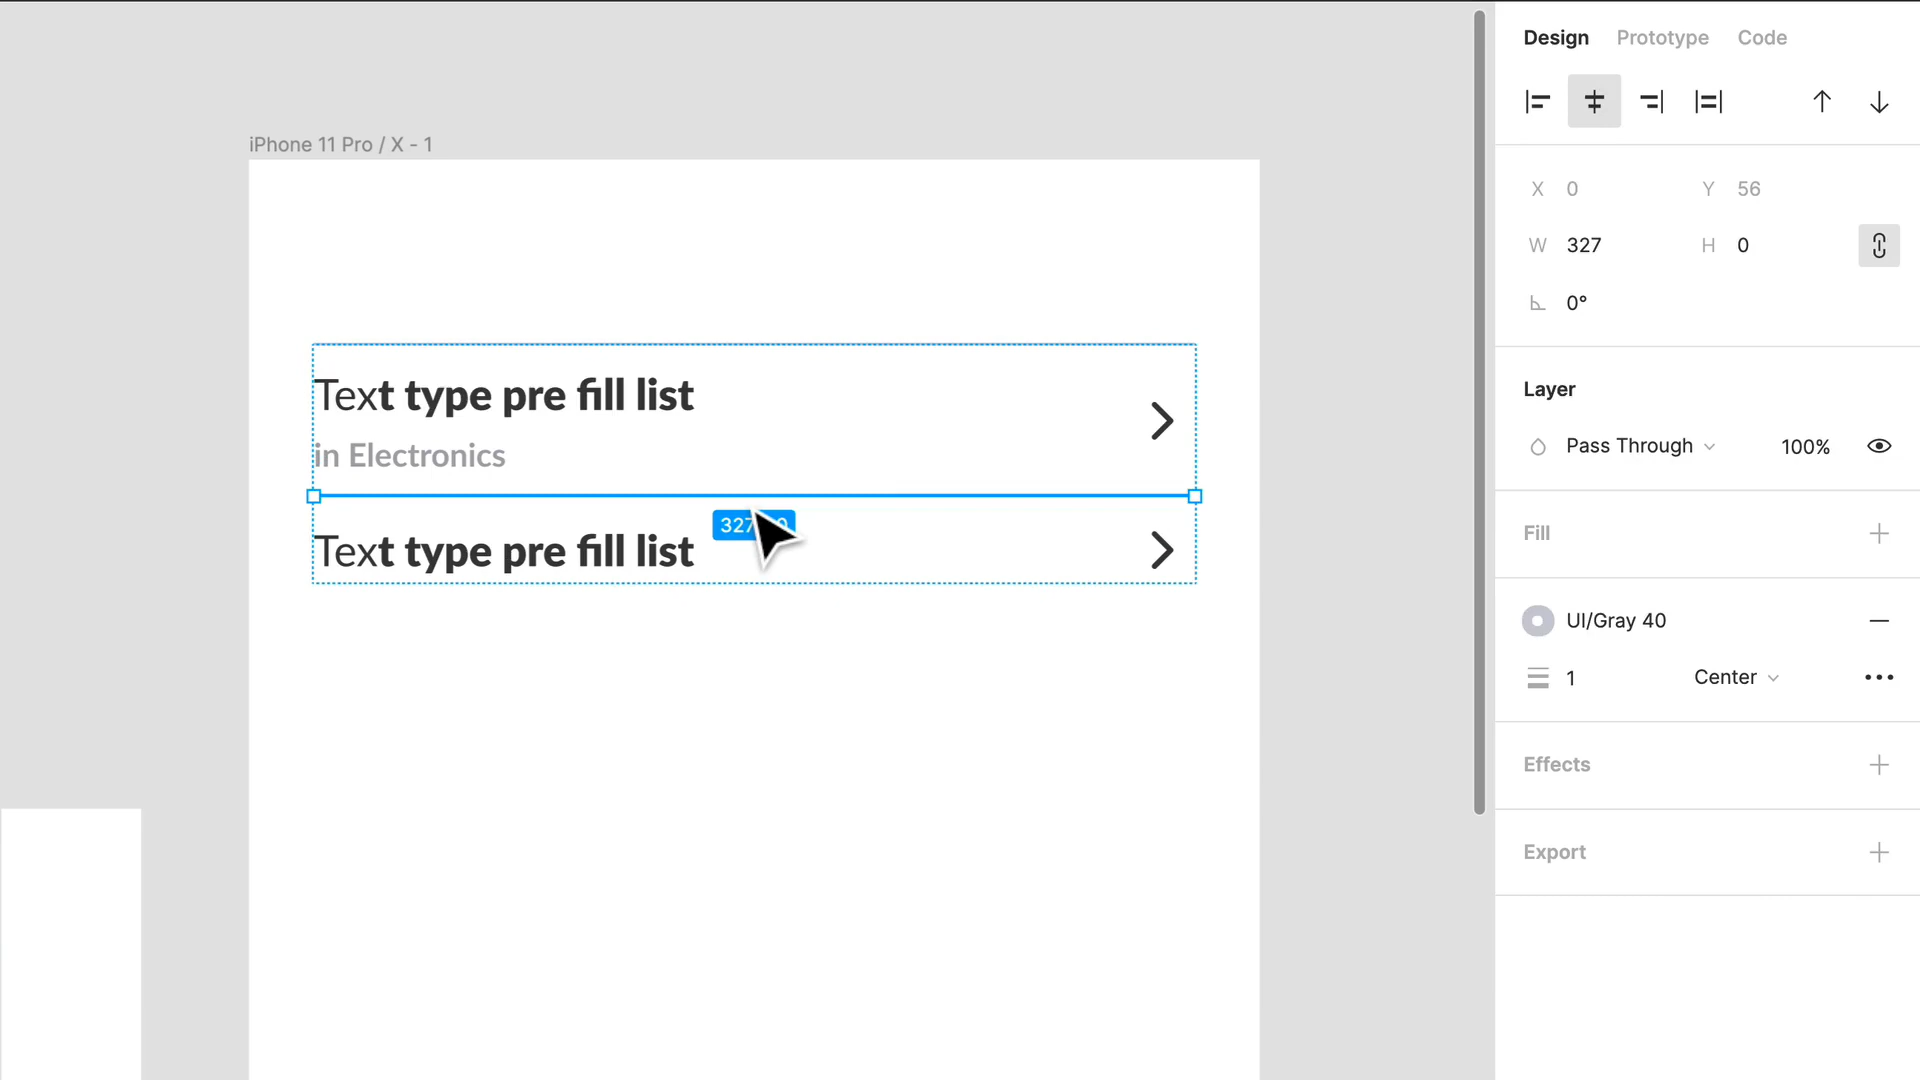 Design Prototype Code
iPhone 11 Pro / X - 1
X 0 Y 56
W 327 H 0
0°
Text type pre fill list
in Electronics
Text type pre fill list
Layer
Pass Through 100%
Fill
UI/Gray 40
1 Center
Effects
Export